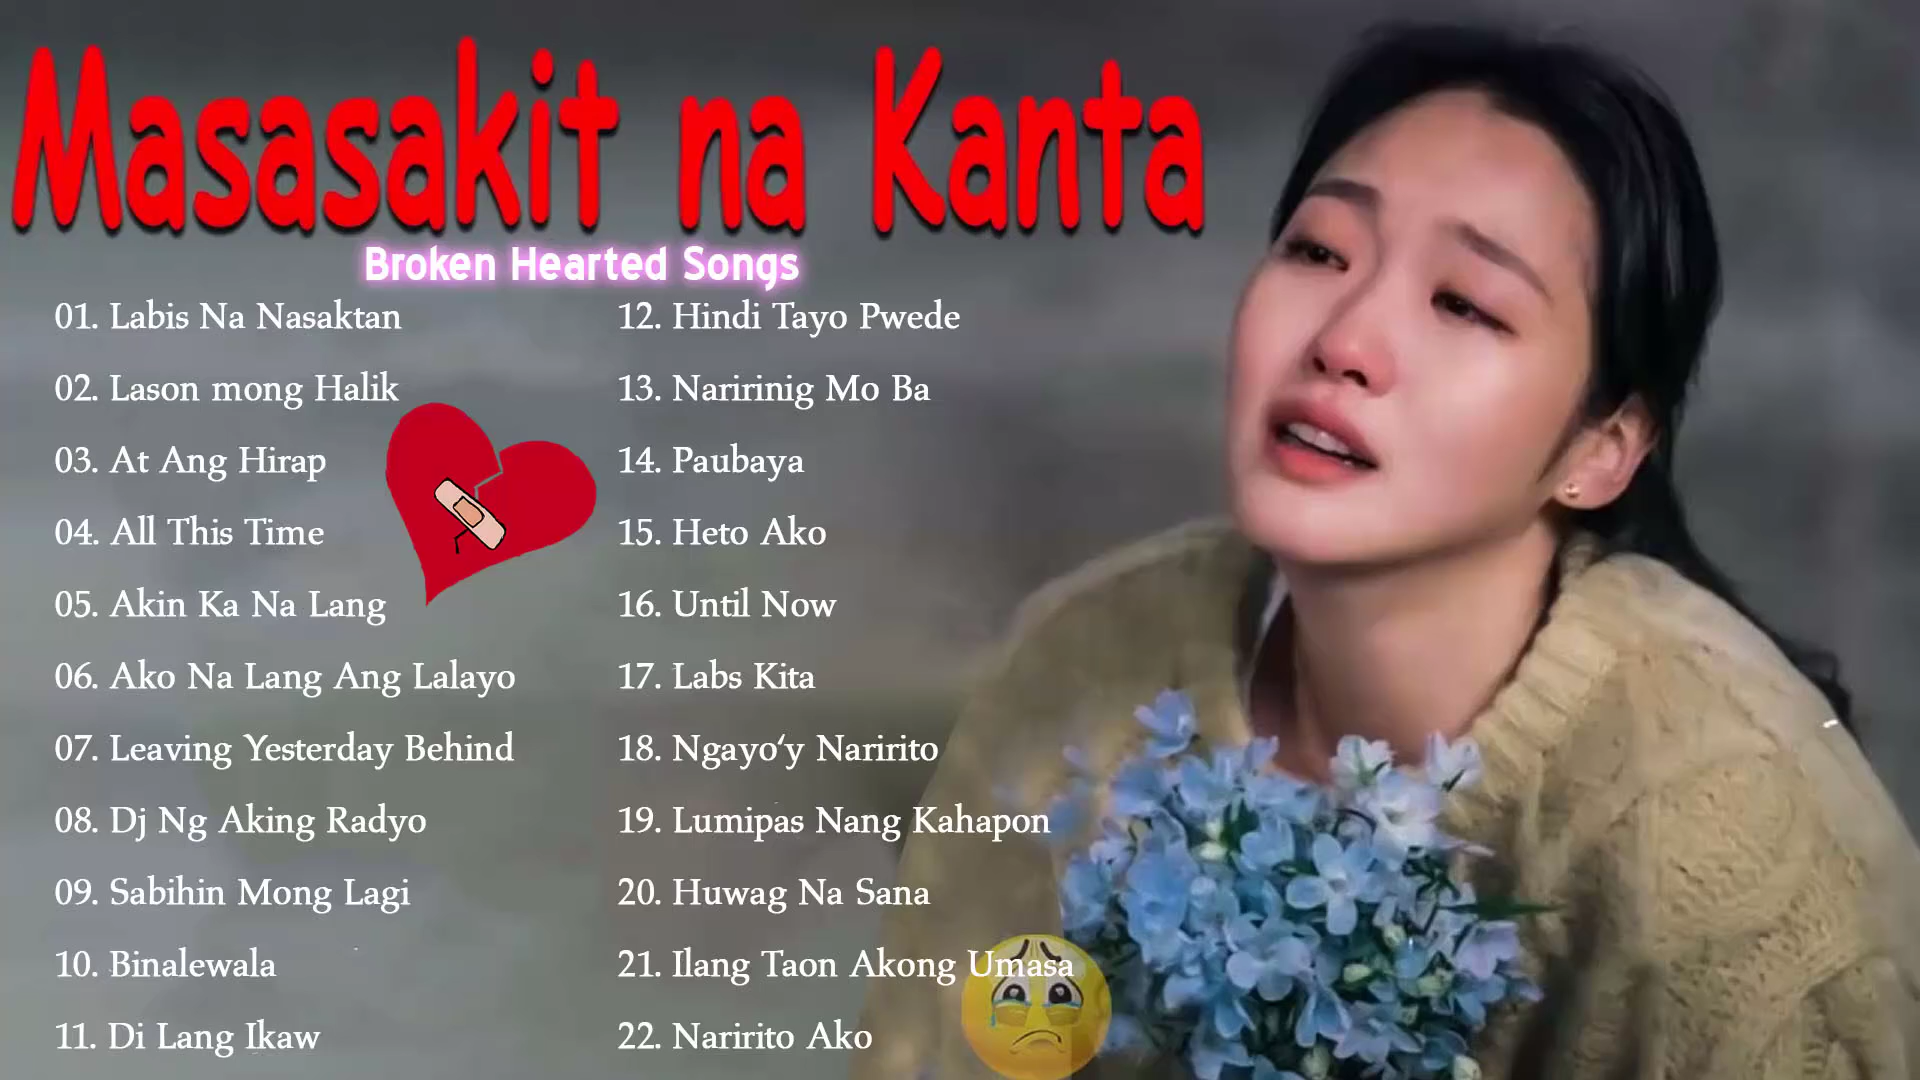 Masasakit na Kanta
Broken Hearted Songs
01. Labis Na Nasaktan
02. Lason mong Halik
03. At Ang Hirap
04. All This Time
05. Akin Ka Na Lang
06. Ako Na Lang Ang Lalayo
07. Leaving Yesterday Behind
08. Dj Ng Aking Radyo
09. Sabihin Mong Lagi
10. Binalewala
11. Di Lang Ikaw
12. Hindi Tayo Pwede
13. Naririnig Mo Ba
14. Paubaya
15. Heto Ako
16. Until Now
17. Labs Kita
18. Ngayo‘y Naririto
19. Lumipas Nang Kahapon
20. Huwag Na Sana
21. Ilang Taon Akong Umasa
22. Naririto Ako